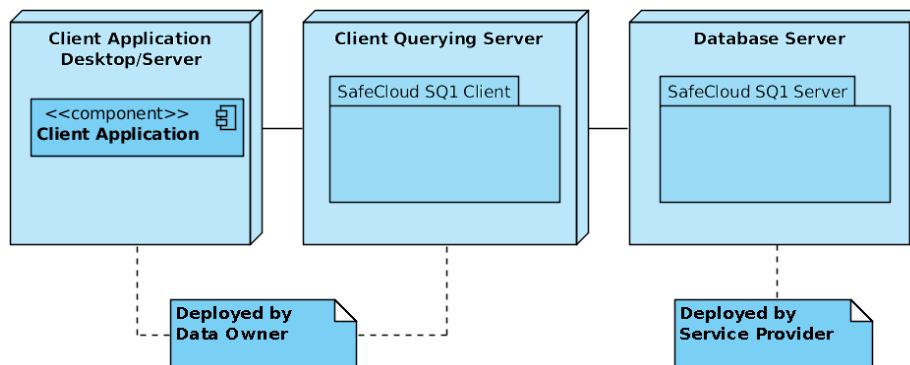 Client Application
Desktop/Server
<<component>>
Client Application
Client Querying Server
SafeCloud SQ1 Client
Database Server
SafeCloud SQ1 Server
Deployed by
Data Owner
Deployed by
Service Provider